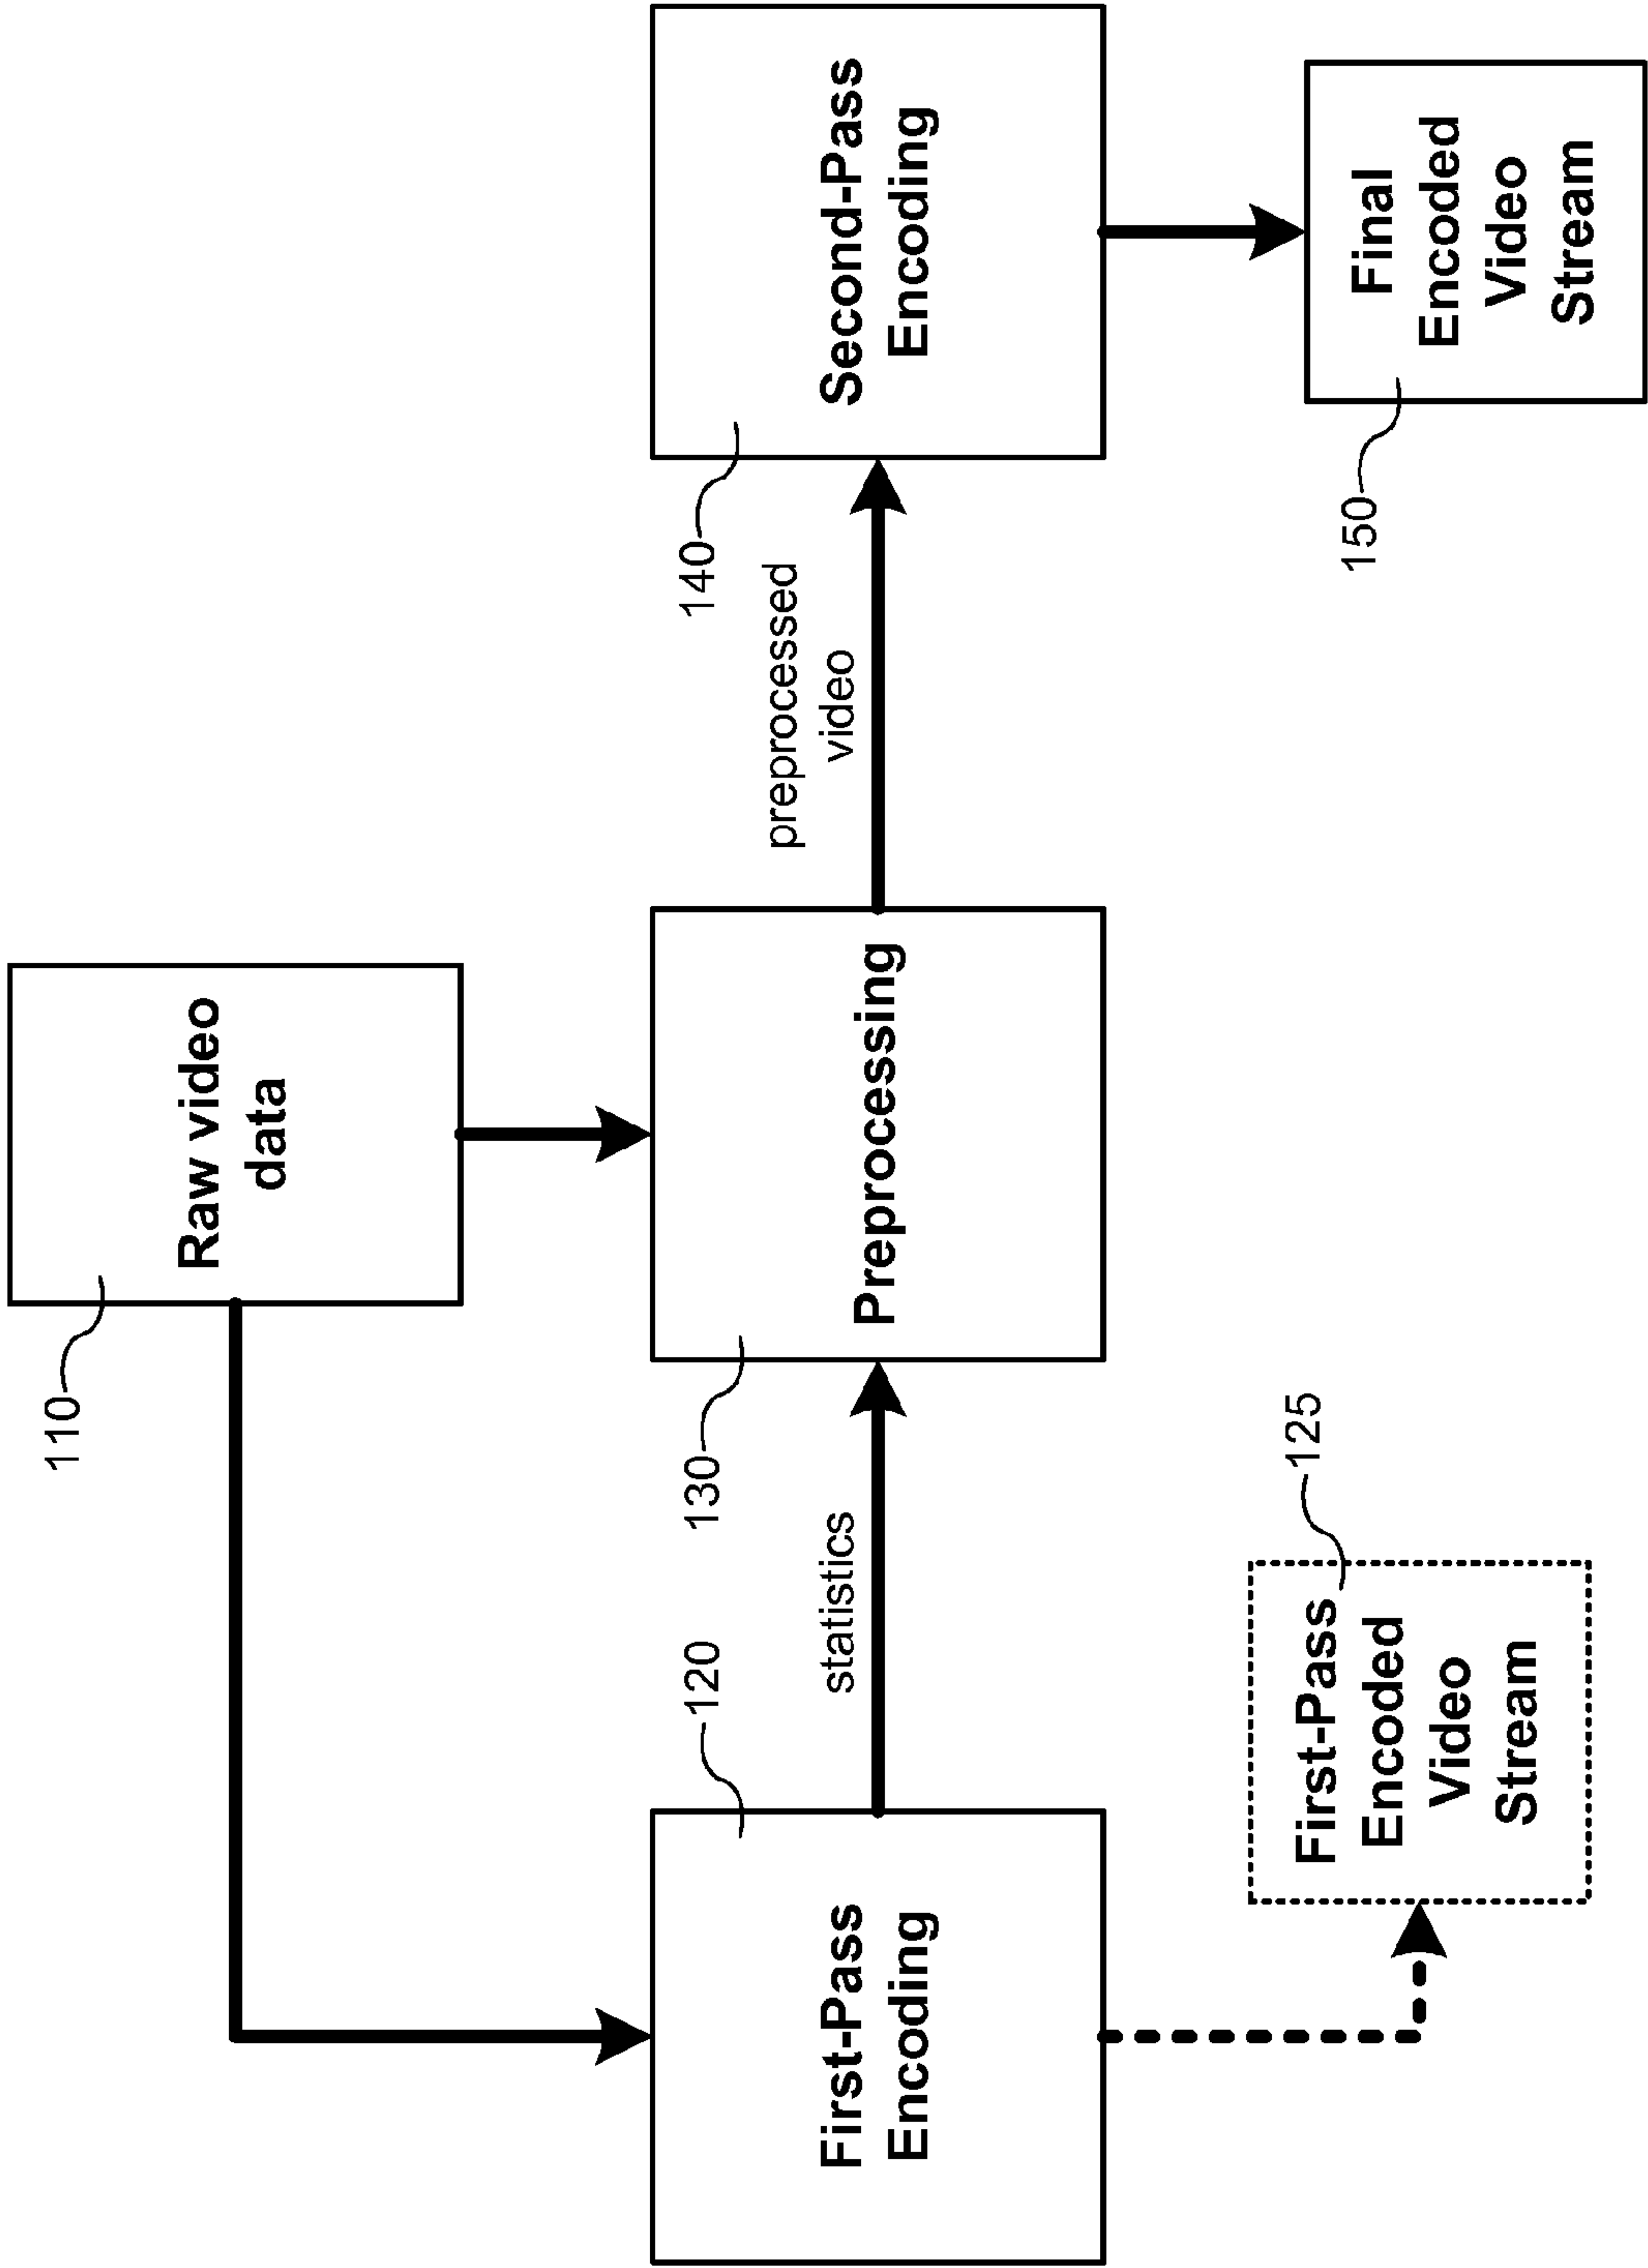 110
Raw video
data
120
First-Pass
Encoding
statistics
130
Preprocessing
preprocessed
video
140
Second-Pass
Encoding
First-Pass
Encoded
Video
Stream
125
150
Final
Encoded
Video
Stream